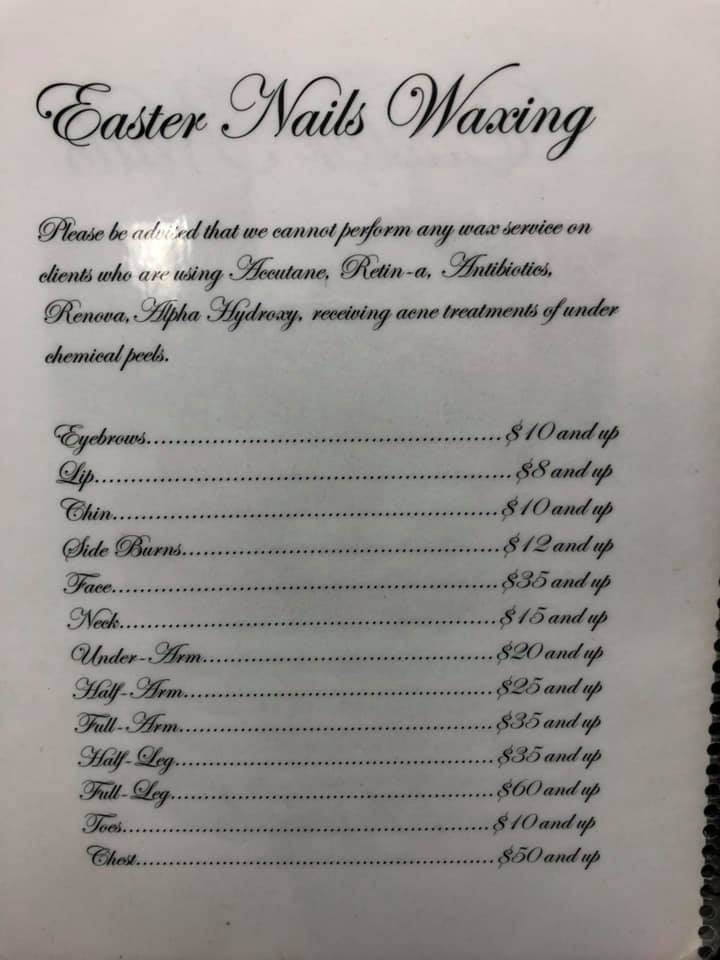 Easter Nails Waxing
Please be advised that we cannot perform any wax service on
clients who are using Accutane, Retin-a, Antibiotics,
Renova, Alpha Hydroxy, receiving acne treatments of under
chemical peels.
Eyebrows.....................................................$10 and up
Lip.....................................................$8 and up
Chin.....................................................$10 and up
Side Burns.....................................................$12 and up
Face.....................................................$35 and up
Neck.....................................................$15 and up
Under-Arm.....................................................$20 and up
Half-Arm.....................................................$25 and up
Full-Arm.....................................................$35 and up
Half-Leg.....................................................$35 and up
Full-Leg.....................................................$60 and up
Toes.....................................................$10 and up
Chest.....................................................$50 and up